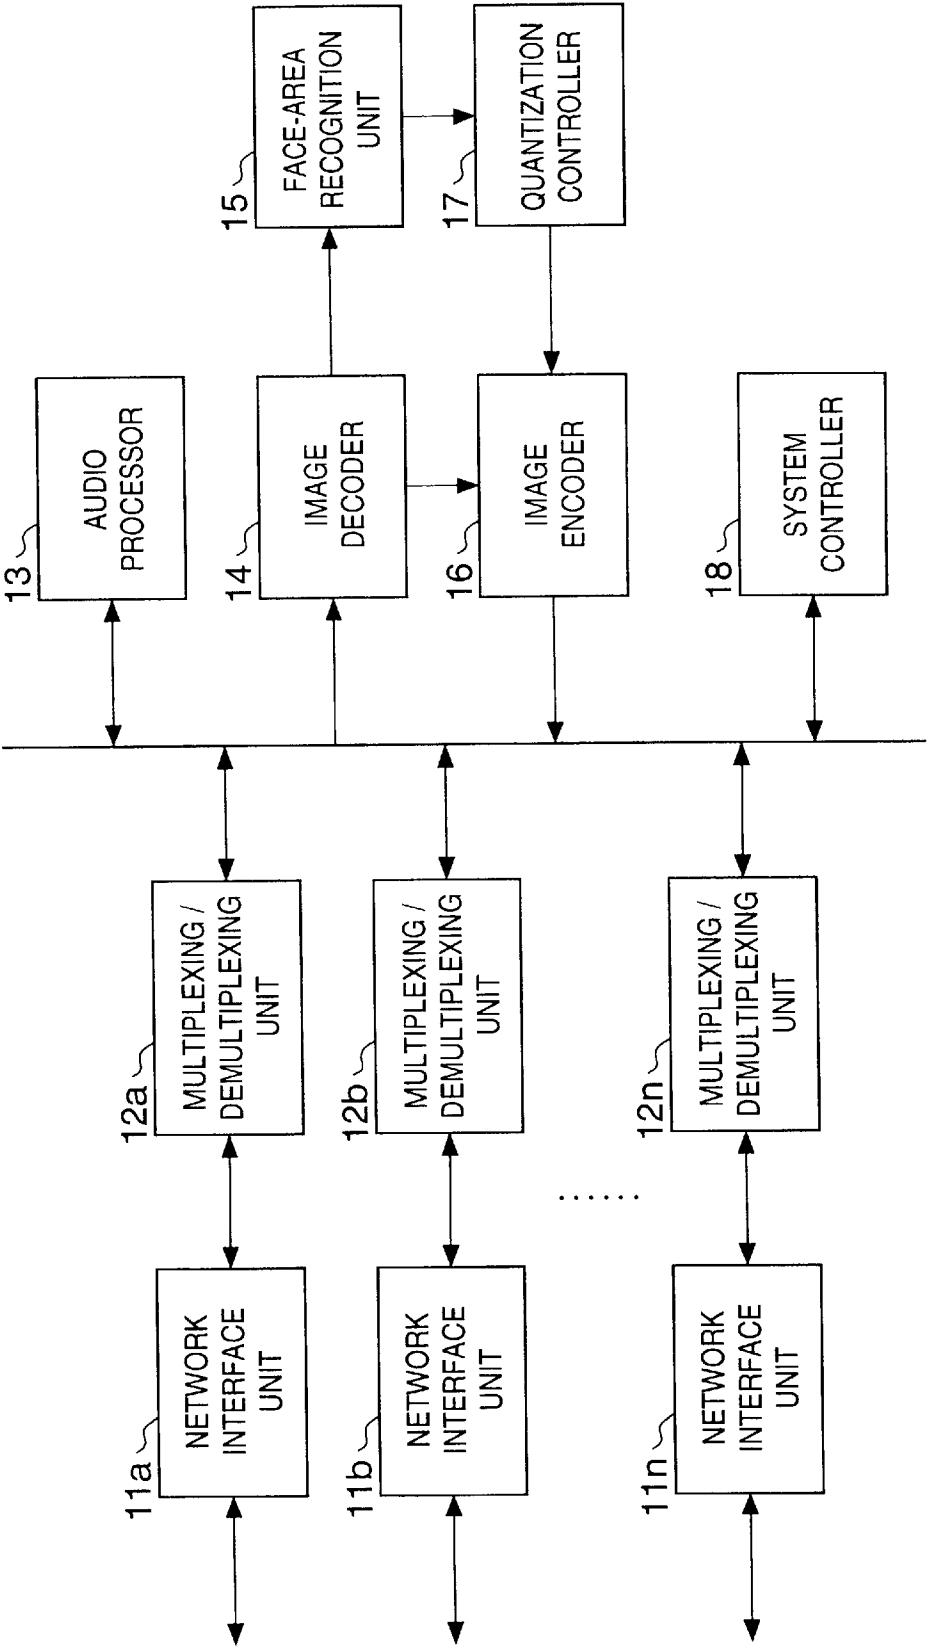 13
AUDIO
PROCESSOR
11a
NETWORK
INTERFACE
UNIT
12a
MULTIPLEXING /
DEMULTIPLEXING
UNIT
14
IMAGE
DECODER
15
FACE-AREA
RECOGNITION
UNIT
11b
NETWORK
INTERFACE
UNIT
12b
MULTIPLEXING /
DEMULTIPLEXING
UNIT
16
IMAGE
ENCODER
17
QUANTIZATION
CONTROLLER
......
11n
NETWORK
INTERFACE
UNIT
12n
MULTIPLEXING /
DEMULTIPLEXING
UNIT
18
SYSTEM
CONTROLLER